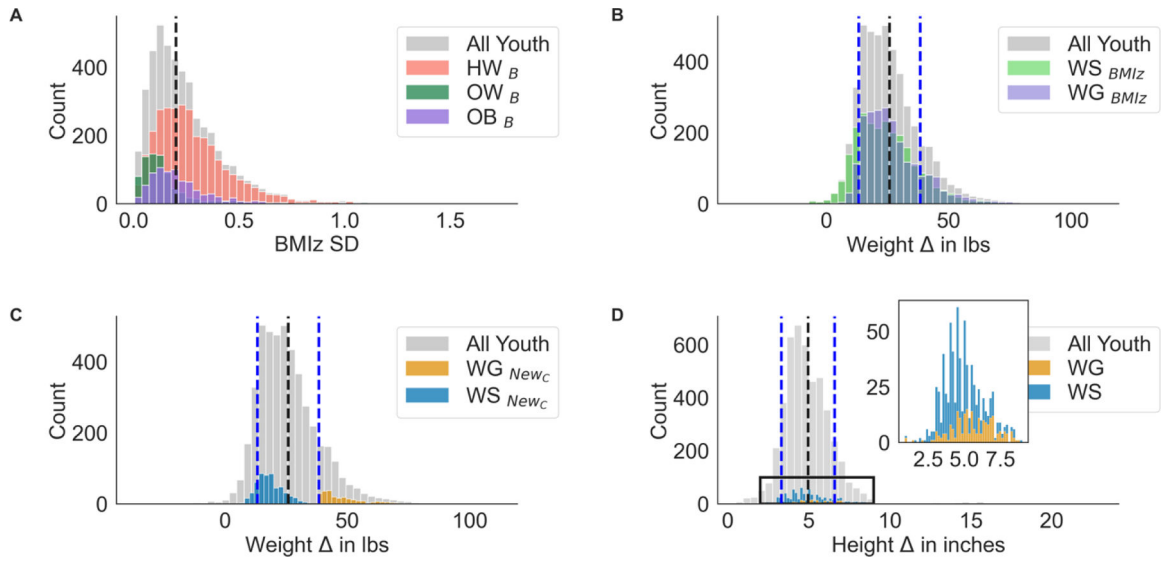 A
Count
400
200
0
0.0 0.5 1.0 1.5
BMIz SD
All Youth
HW B
OW B
OB B
B
Count
400
200
0
0 50 100
Weight Δ in lbs
All Youth
WS BMIz
WG BMIz
C
Count
400
200
0
0 50 100
Weight Δ in lbs
All Youth
WG NewC
WS NewC
D
Count
600
400
200
0
0 5 10 15 20
Height Δ in inches
50
25
0
2.5 5.0 7.5
All Youth
WG
WS